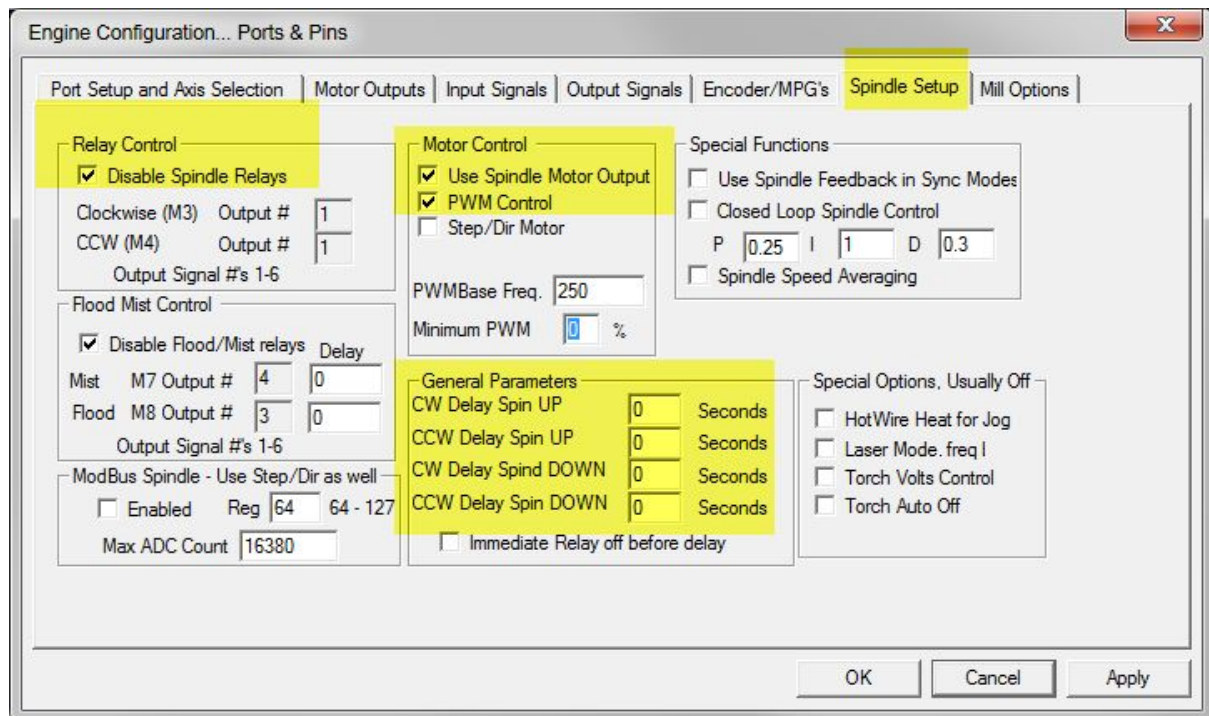 Engine Configuration... Ports & Pins
X
Port Setup and Axis Selection | Motor Outputs | Input Signals | Output Signals | Encoder/MPG's | Spindle Setup | Mill Options
Relay Control
Disable Spindle Relays
Clockwise (M3) Output # 1
CCW (M4) Output # 1
Output Signal #'s 1-6
Flood Mist Control
Disable Flood/Mist relays Delay
Mist M7 Output # 4 0
Flood M8 Output # 3 0
Output Signal #'s 1-6
ModBus Spindle - Use Step/Dir as well
Enabled Reg 64 64 - 127
Max ADC Count 16380
Motor Control
Use Spindle Motor Output
PWM Control
Step/Dir Motor
PWMBase Freq. 250
Minimum PWM 0 %
General Parameters
CW Delay Spin UP 0 Seconds
CCW Delay Spin UP 0 Seconds
CW Delay Spind DOWN 0 Seconds
CCW Delay Spin DOWN 0 Seconds
Immediate Relay off before delay
Special Functions
Use Spindle Feedback in Sync Modes
Closed Loop Spindle Control
P 0.25 I 1 D 0.3
Spindle Speed Averaging
Special Options, Usually Off
HotWire Heat for Jog
Laser Mode. freq I
Torch Volts Control
Torch Auto Off
OK Cancel Apply